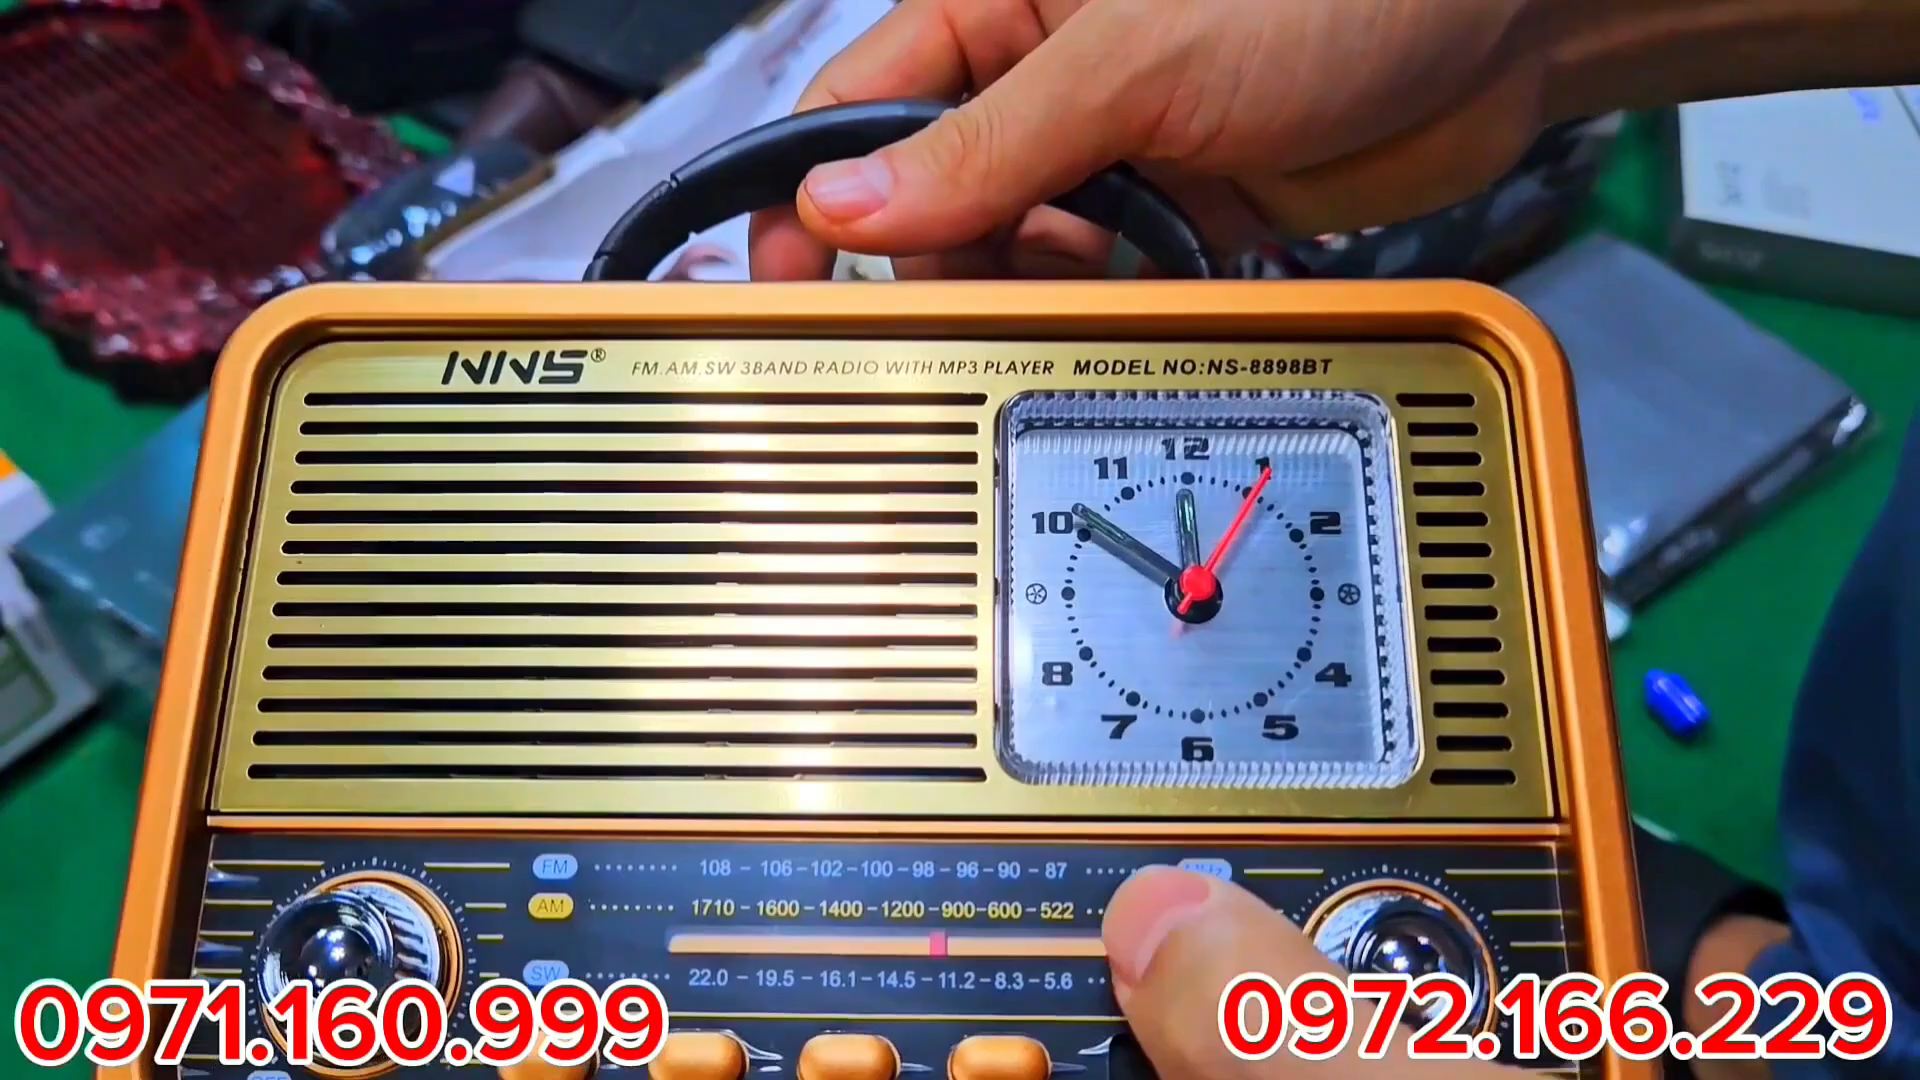 NNS® FM.AM.SW 3BAND RADIO WITH MP3 PLAYER MODEL NO:NS-8898BT
12
11 1
10 2
8 4
7 5
6
FM 108 - 106 - 102 - 100 - 98 - 96 - 90 - 87
AM 1710 - 1600 - 1400 - 1200 - 900 - 600 - 522
SW 22.0 - 19.5 - 16.1 - 14.5 - 11.2 - 8.3 - 5.6
0971.160.999 0972.166.229